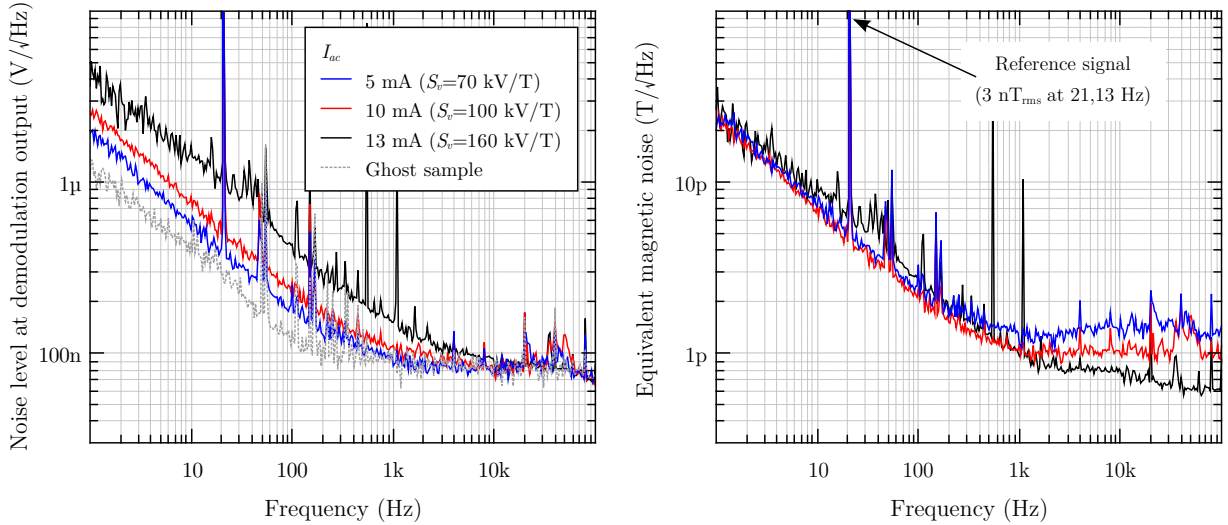 Noise level at demodulation output (V/√Hz)
1µ
100n
I_ac
5 mA (S_v=70 kV/T)
10 mA (S_v=100 kV/T)
13 mA (S_v=160 kV/T)
Ghost sample
10 100 1k 10k
Frequency (Hz)
Equivalent magnetic noise (T/√Hz)
10p
1p
Reference signal
(3 nT_rms at 21,13 Hz)
10 100 1k 10k
Frequency (Hz)